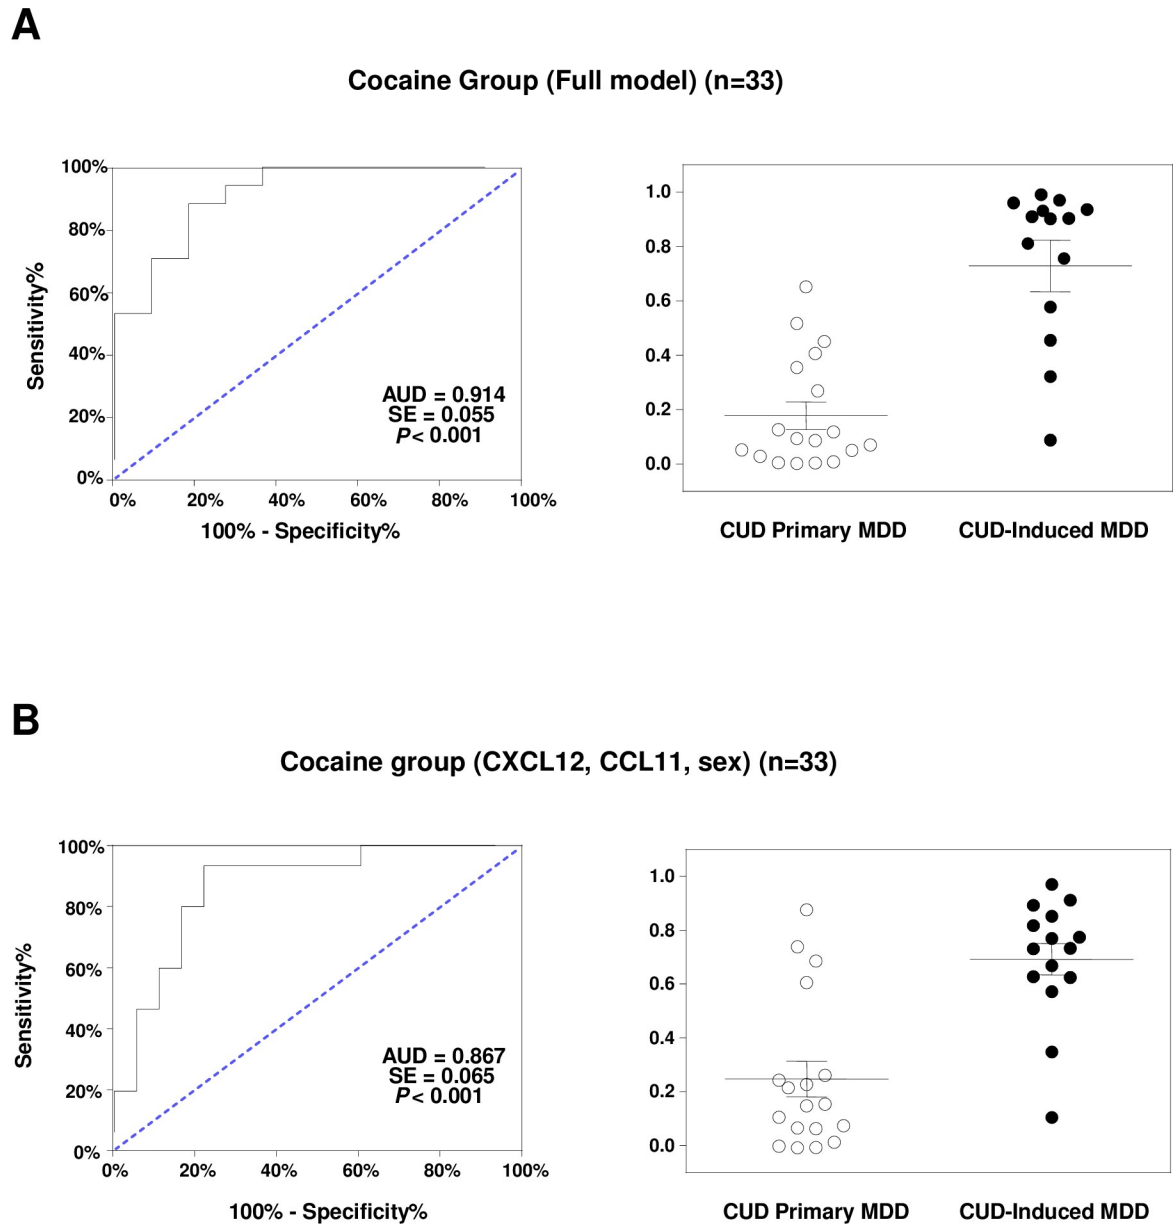 A
Cocaine Group (Full model) (n=33)
100%
80%
60%
40%
20%
0%
Sensitivity%
AUD = 0.914
SE = 0.055
P< 0.001
0% 20% 40% 60% 80% 100%
100% - Specificity%
1.0
0.8
0.6
0.4
0.2
0.0
CUD Primary MDD CUD-Induced MDD
B
Cocaine group (CXCL12, CCL11, sex) (n=33)
100%
80%
60%
40%
20%
0%
Sensitivity%
AUD = 0.867
SE = 0.065
P< 0.001
0% 20% 40% 60% 80% 100%
100% - Specificity%
1.0
0.8
0.6
0.4
0.2
0.0
CUD Primary MDD CUD-Induced MDD